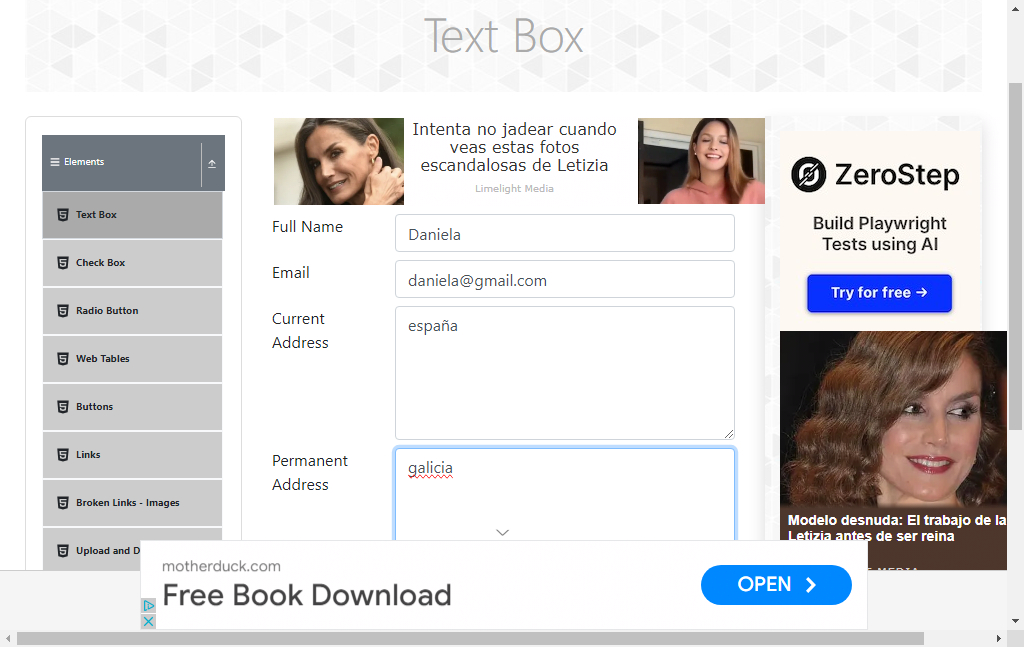 Text Box
Elements
Text Box
Check Box
Radio Button
Web Tables
Buttons
Links
Broken Links - Images
Upload and D
Intenta no jadear cuando
veas estas fotos
escandalosas de Letizia
Limelight Media
Full Name
Daniela
Email
daniela@gmail.com
Current
Address
españa
Permanent
Address
galicia
ZeroStep
Build Playwright
Tests using AI
Try for free →
Modelo desnuda: El trabajo de la
Letizia antes de ser reina
motherduck.com
Free Book Download
OPEN